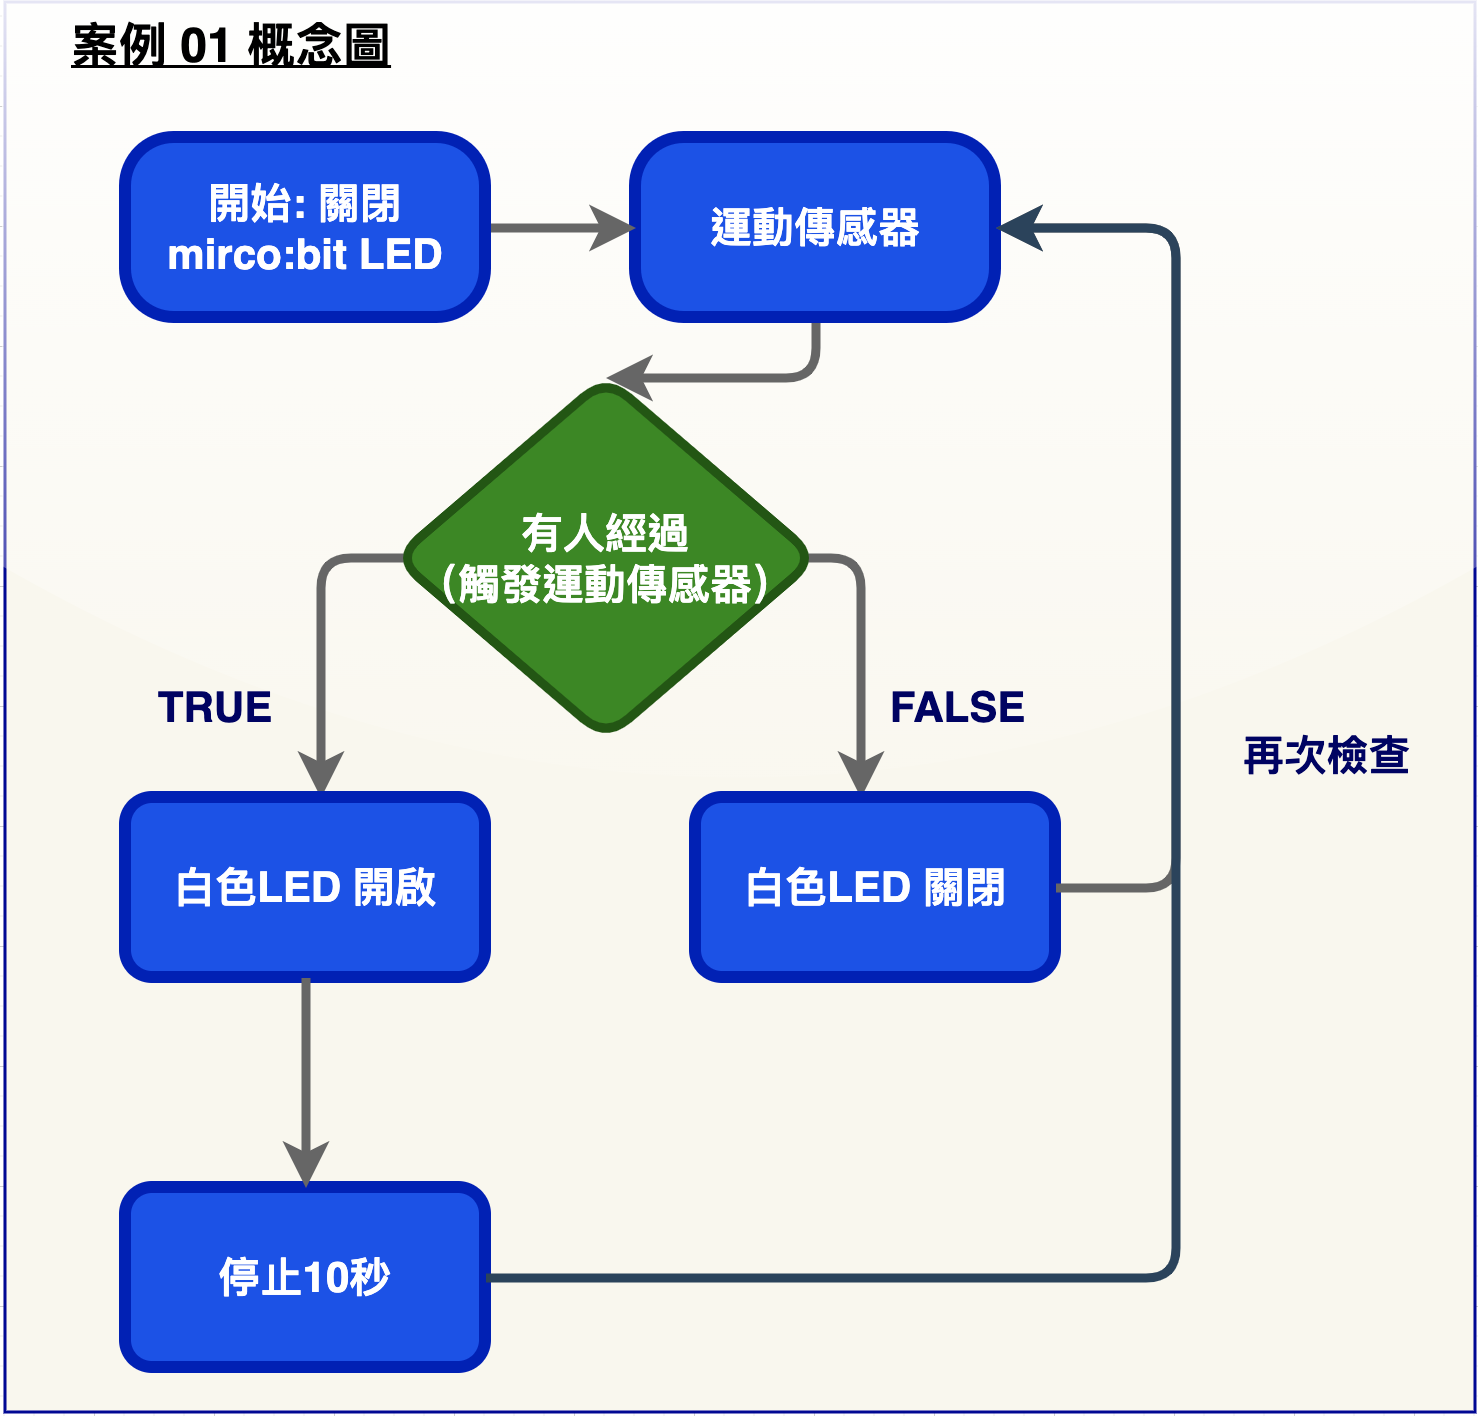 案例 01 概念圖
開始: 關閉
mirco:bit LED
運動傳感器
有人經過
(觸發運動傳感器)
TRUE
FALSE
再次檢查
白色LED 開啟
白色LED 關閉
停止10秒